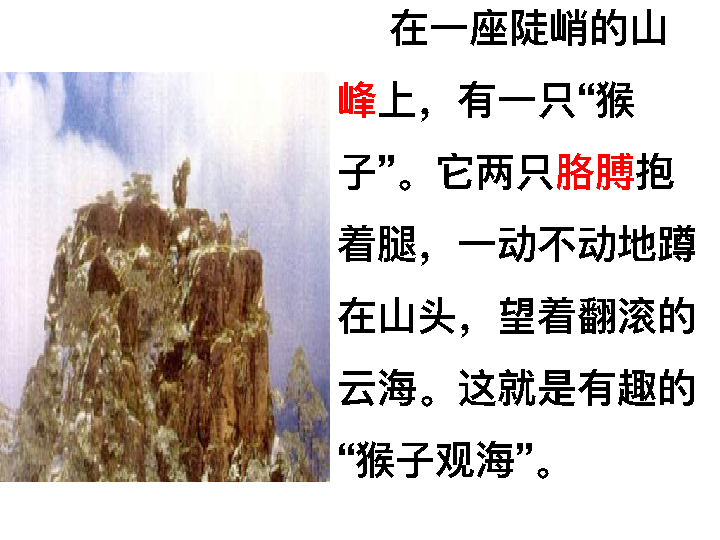 在一座陡峭的山
峰上，有一只“猴
子”。它两只胳膊抱
着腿，一动不动地蹲
在山头，望着翻滚的
云海。这就是有趣的
“猴子观海”。